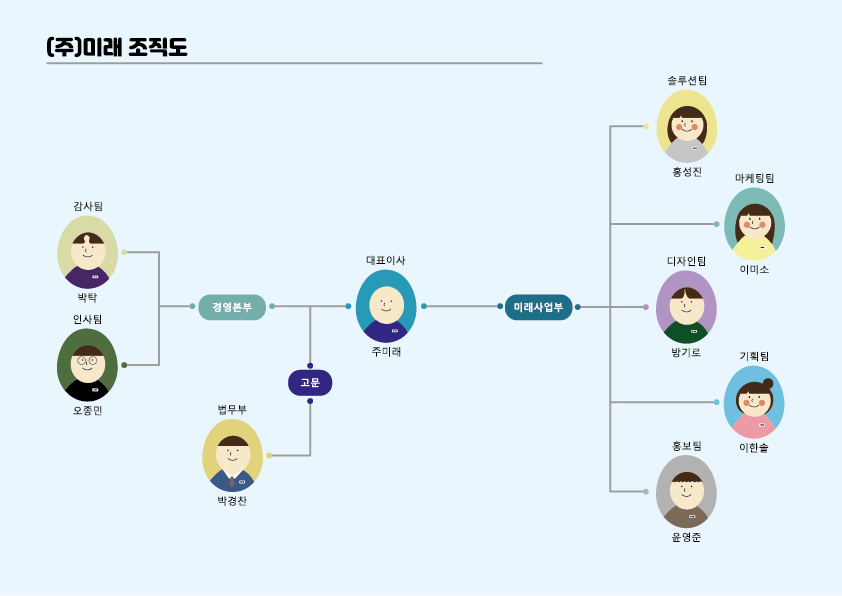 (주)미래 조직도
솔루션팀
홍성진
마케팅팀
이미소
감사팀
박탁
인사팀
오종민
경영본부
대표이사
주미래
미래사업부
디자인팀
방기로
고문
법무부
박경찬
기획팀
이한솔
홍보팀
윤영준